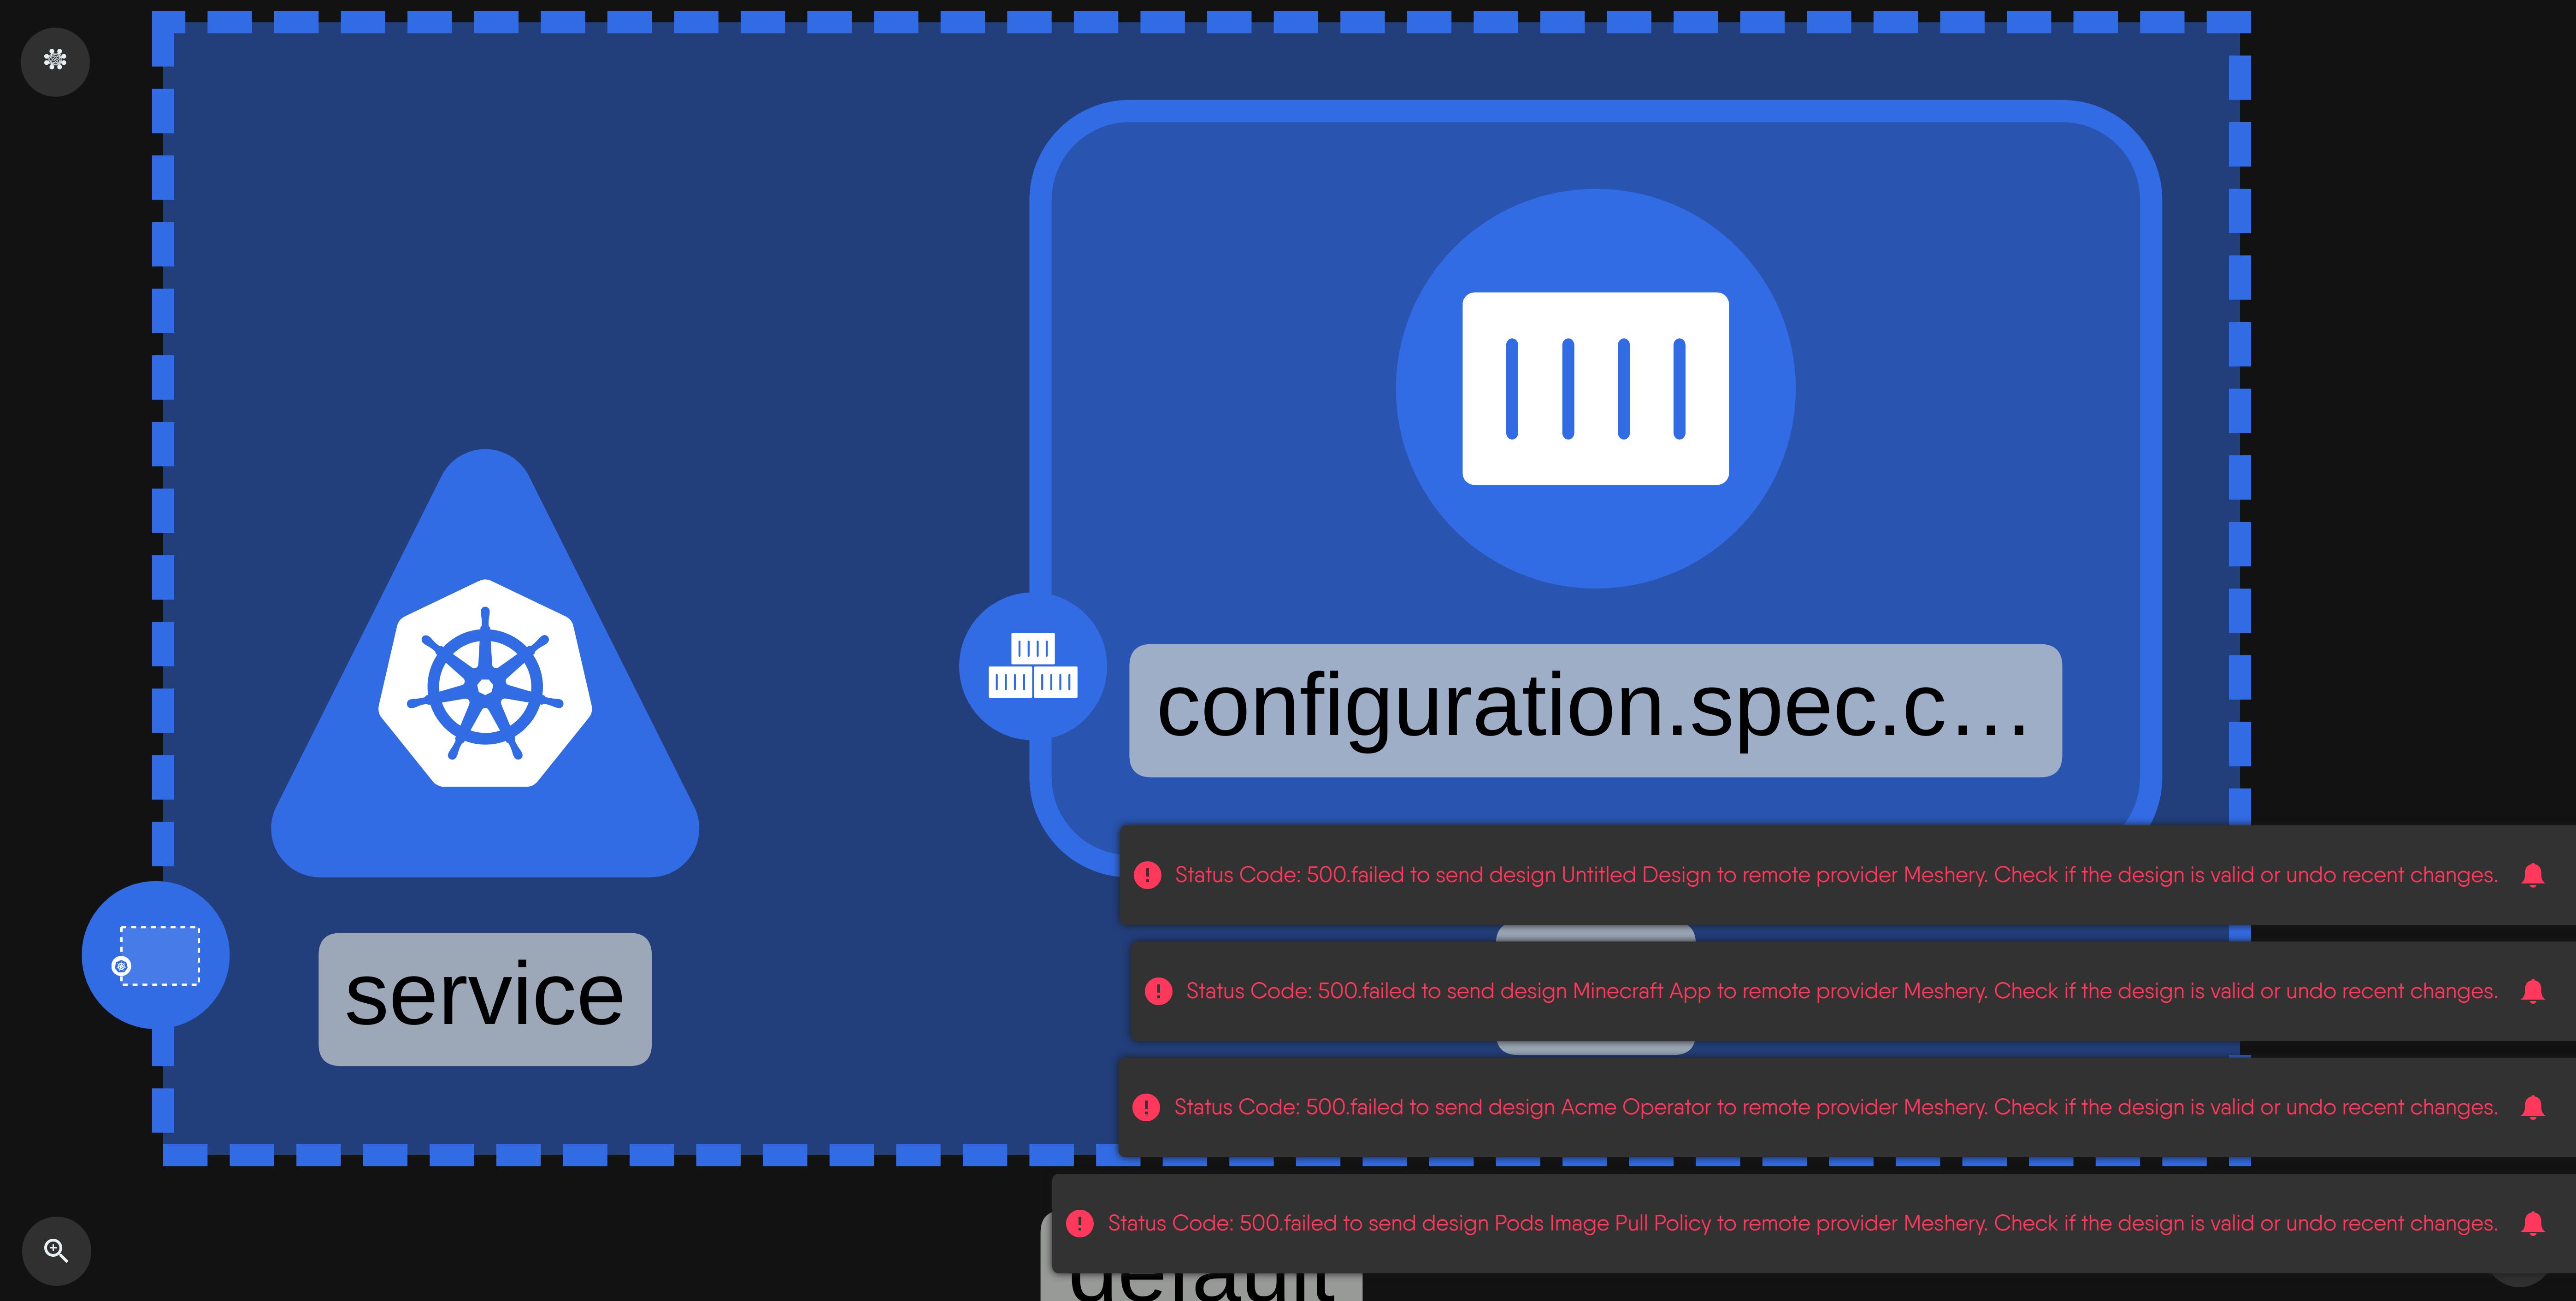 configuration.spec.c...
service
Status Code: 500.failed to send design Untitled Design to remote provider Meshery. Check if the design is valid or undo recent changes.
Status Code: 500.failed to send design Minecraft App to remote provider Meshery. Check if the design is valid or undo recent changes.
Status Code: 500.failed to send design Acme Operator to remote provider Meshery. Check if the design is valid or undo recent changes.
Status Code: 500.failed to send design Pods Image Pull Policy to remote provider Meshery. Check if the design is valid or undo recent changes.
default